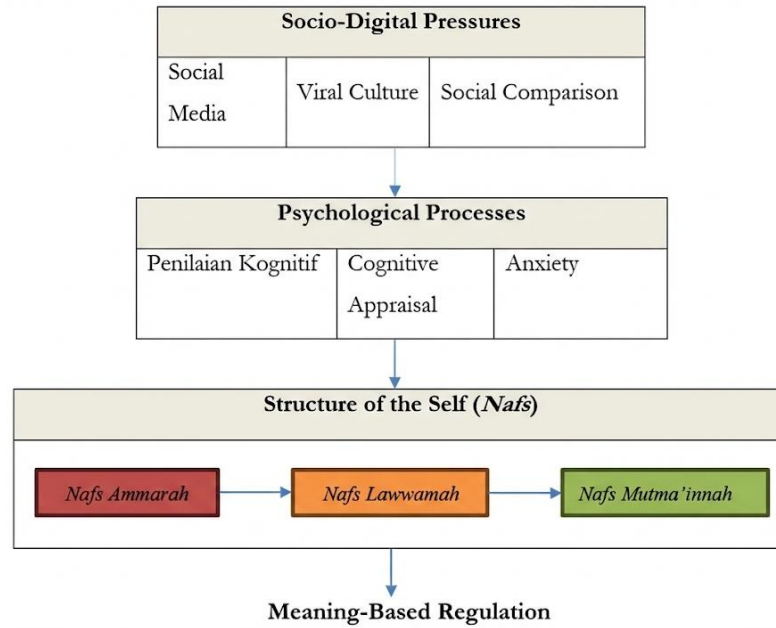 Socio-Digital Pressures
Social
Media
Viral Culture
Social Comparison
Psychological Processes
Penilaian Kognitif
Cognitive
Appraisal
Anxiety
Structure of the Self (Nafs)
Nafs Ammarah
Nafs Lawwamah
Nafs Mutma'innah
Meaning-Based Regulation